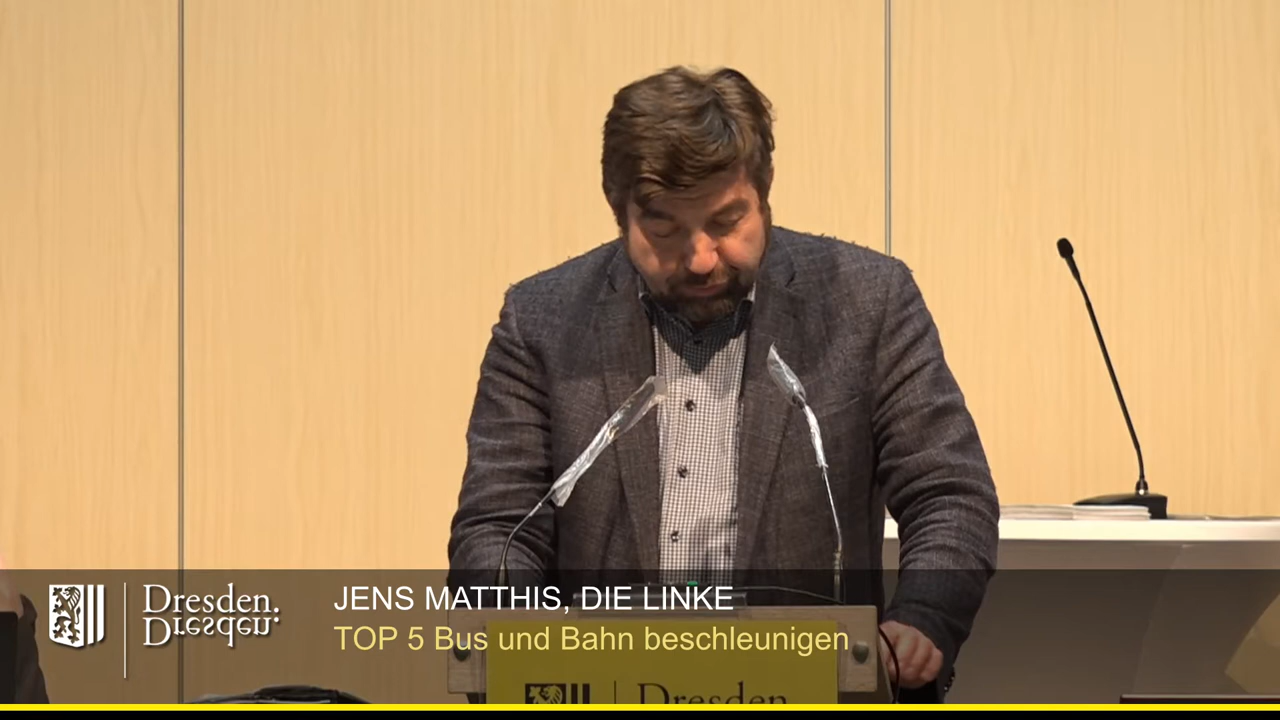 Dresden.
Dresden.
JENS MATTHIS, DIE LINKE
TOP 5 Bus und Bahn beschleunigen
Dresden